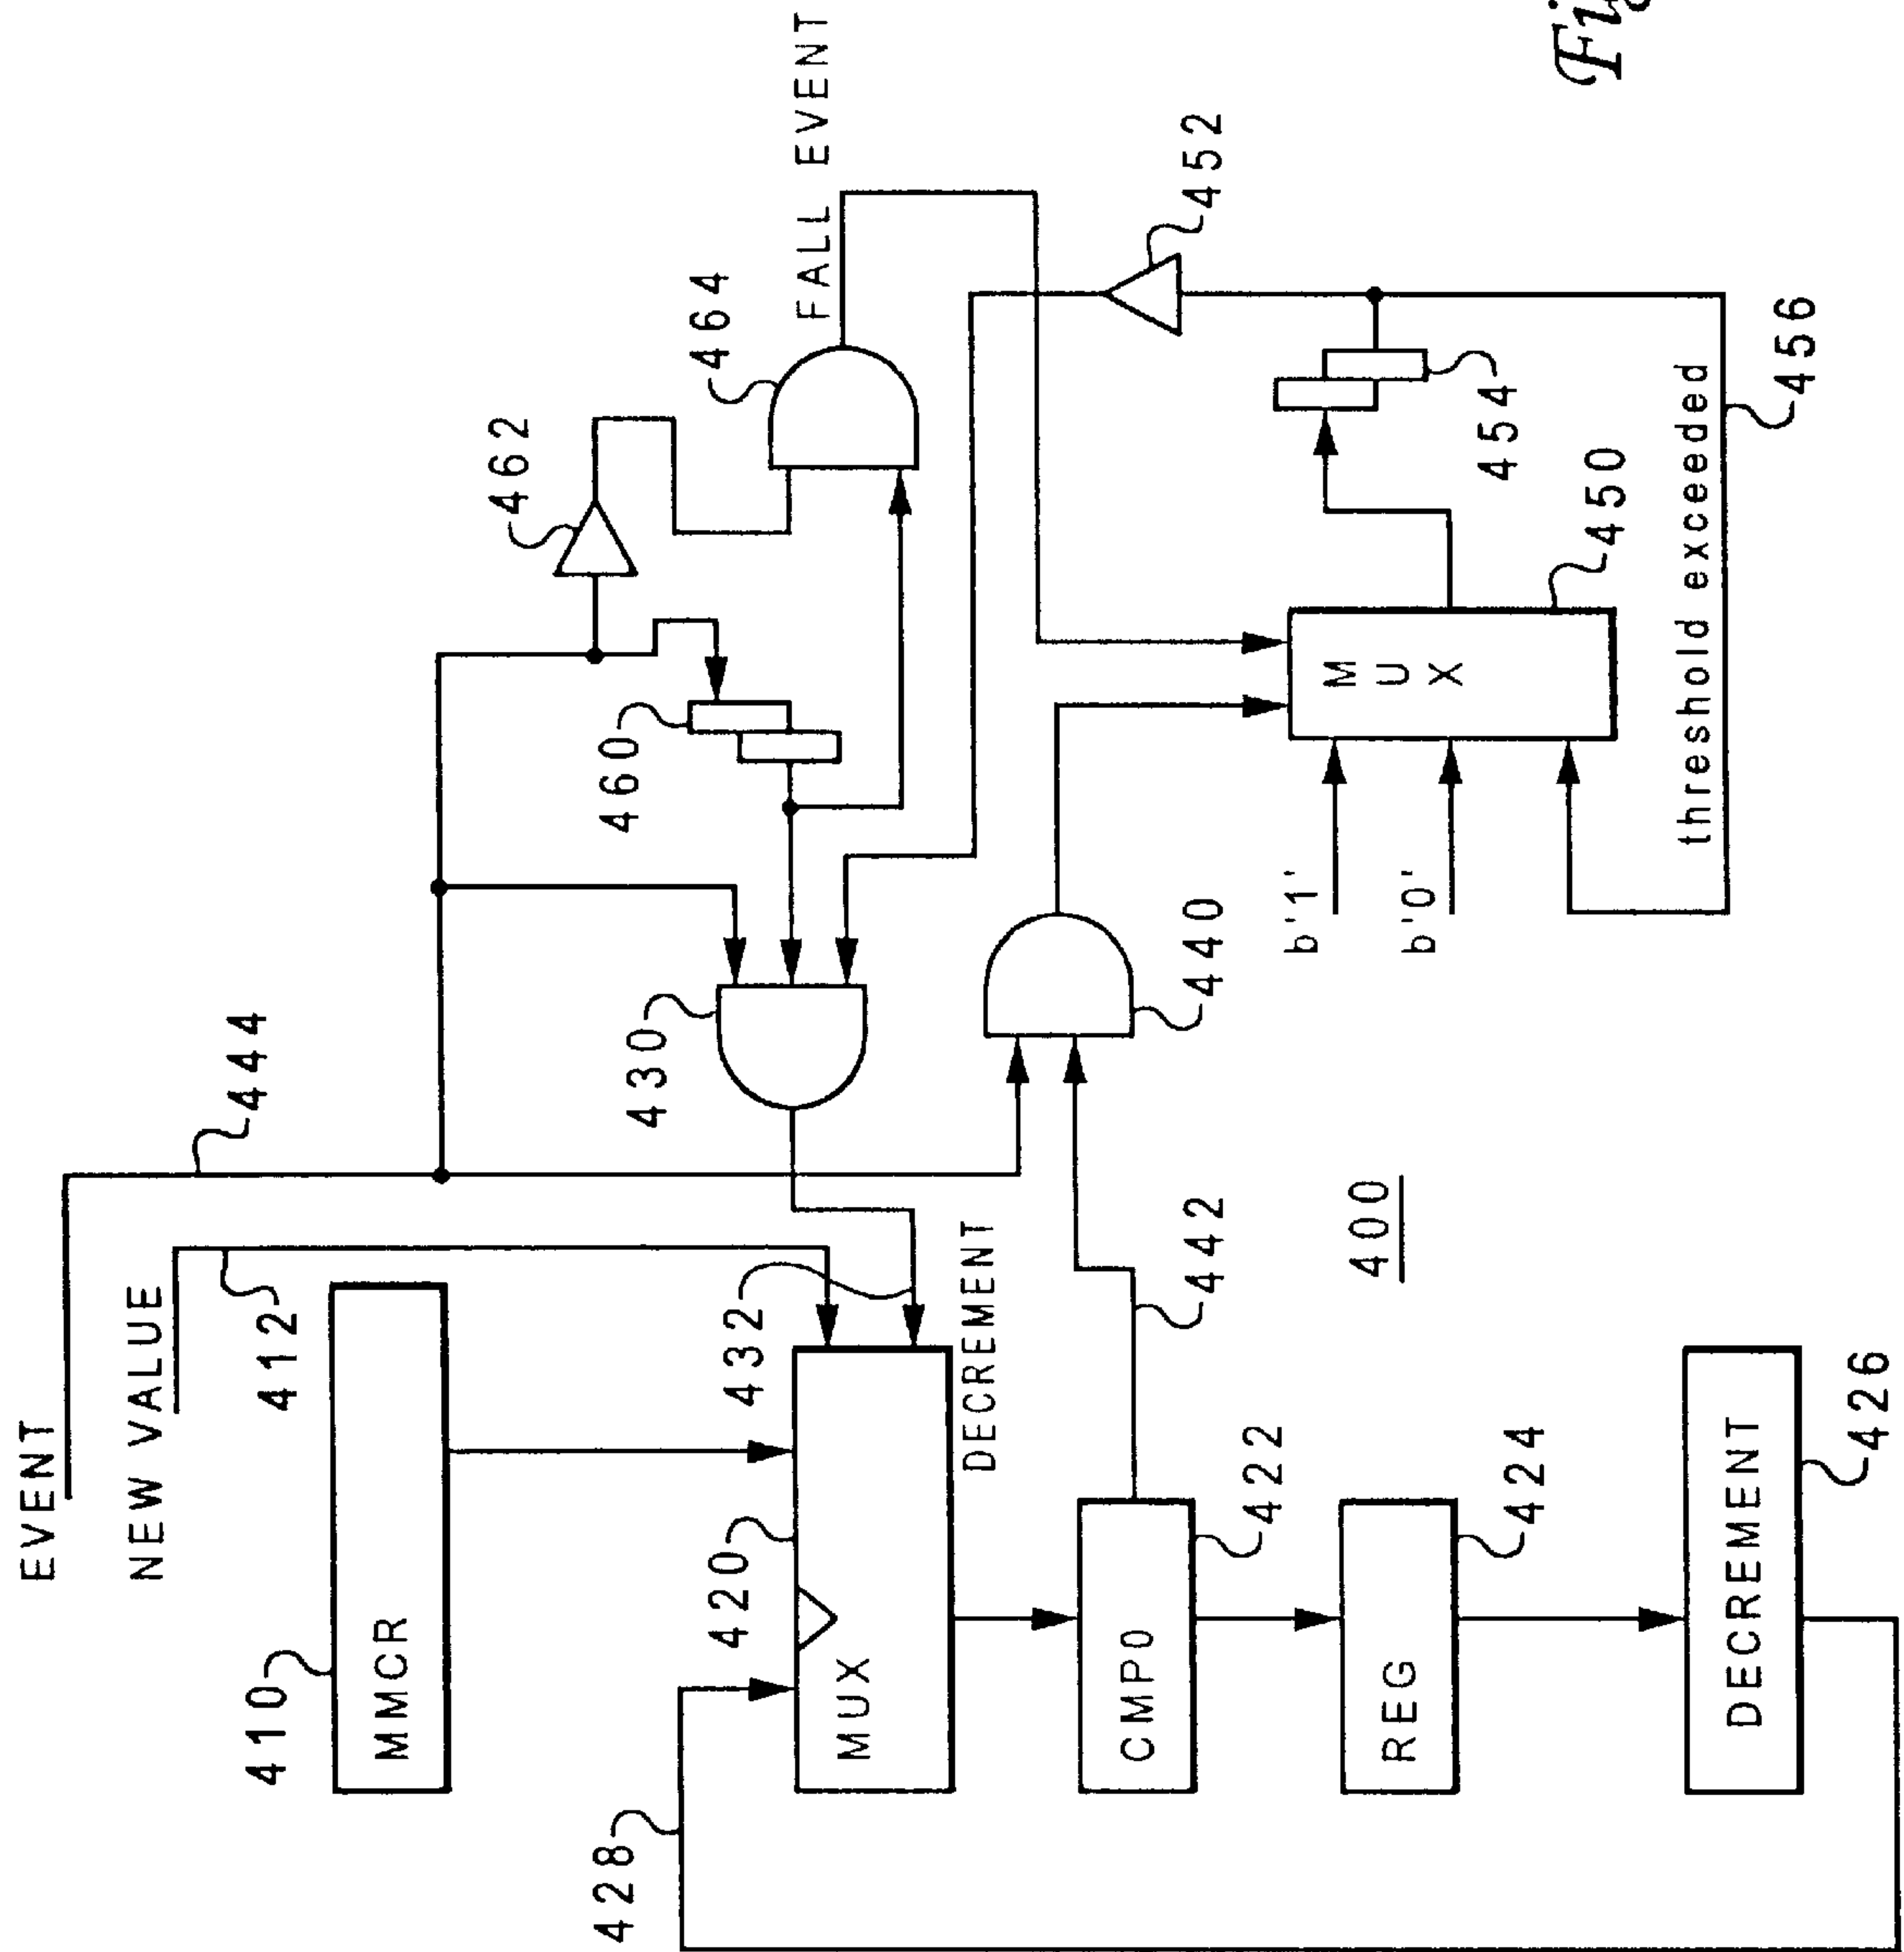 EVENT
NEW VALUE
444
412
410
MMCR
462
464
FALL EVENT
460
430
432
420
MUX
DECREMENT
428
452
440
442
CMP0
422
b'1'
b'0'
MUX
450
454
threshold exceeded
456
REG
424
400
DECREMENT
426